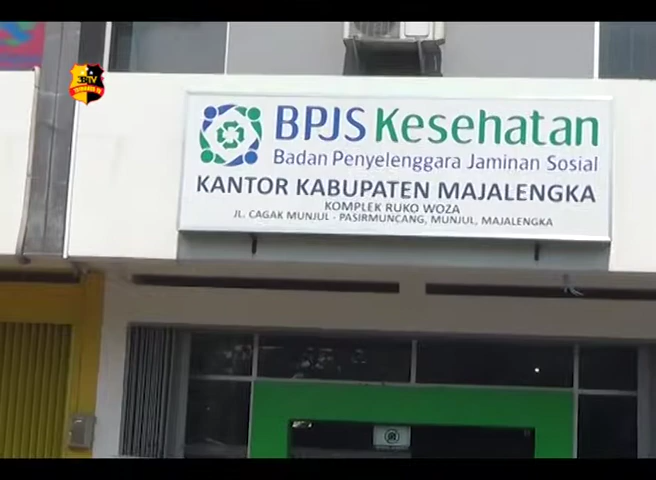 BPJS Kesehatan
Badan Penyelenggara Jaminan Sosial
KANTOR KABUPATEN MAJALENGKA
KOMPLEK RUKO WOZA
JL. CAGAK MUNJUL - PASIRMUNCANG, MUNJUL, MAJALENGKA